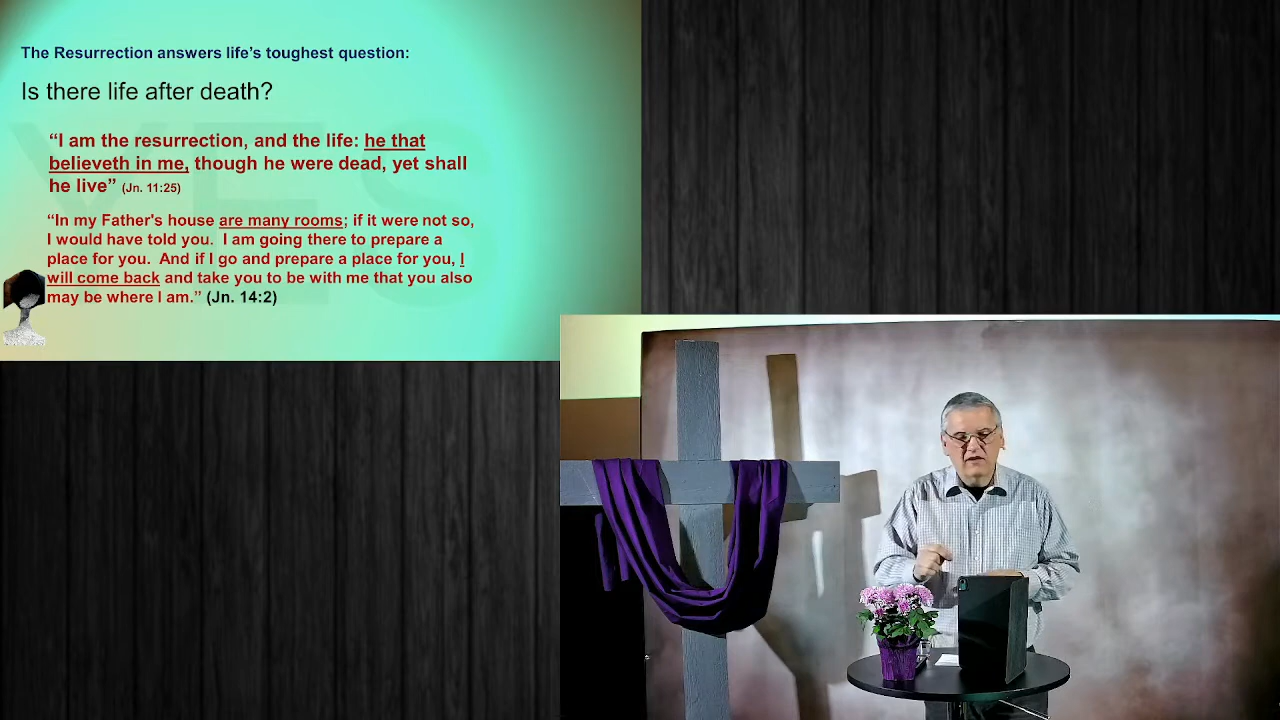 The Resurrection answers life's toughest question:
Is there life after death?
“I am the resurrection, and the life: he that
believeth in me, though he were dead, yet shall
he live” (Jn. 11:25)
“In my Father's house are many rooms; if it were not so,
I would have told you.  I am going there to prepare a
place for you.  And if I go and prepare a place for you, I
will come back and take you to be with me that you also
may be where I am.” (Jn. 14:2)
YES